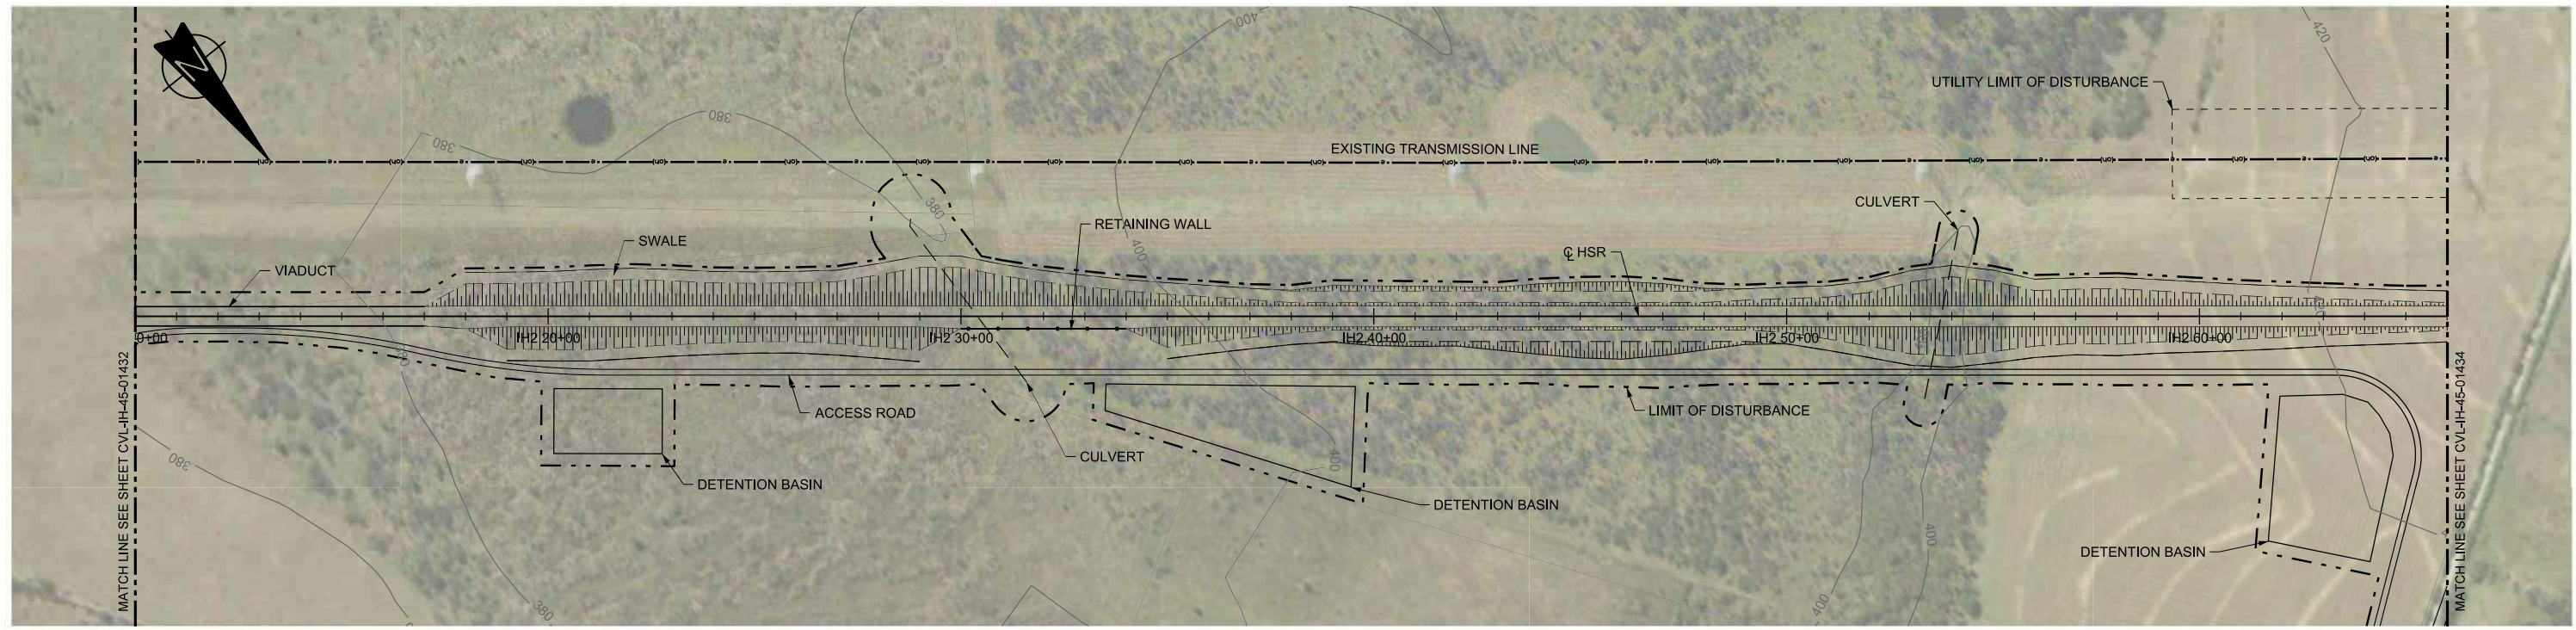 400
420
UTILITY LIMIT OF DISTURBANCE
380
380
EXISTING TRANSMISSION LINE
380
CULVERT
RETAINING WALL
SWALE
400
℄ HSR
VIADUCT
0+00
IH2 20+00
IH2 30+00
IH2 40+00
IH2 50+00
IH2 60+00
380
ACCESS ROAD
LIMIT OF DISTURBANCE
380
CULVERT
400
DETENTION BASIN
DETENTION BASIN
400
DETENTION BASIN
380
400
MATCH LINE SEE SHEET CVL-IH-45-01432
MATCH LINE SEE SHEET CVL-IH-45-01434